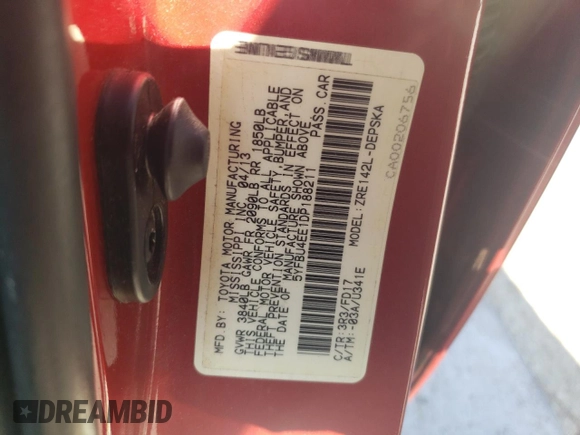 MFD BY: TOYOTA MOTOR MANUFACTURING
MISSISSIPPI INC 04/13
GVWR 3840LB GAWR FR 2090LB RR 1850LB
THIS VEHICLE CONFORMS TO ALL APPLICABLE
FEDERAL MOTOR VEHICLE SAFETY, BUMPER, AND
THEFT PREVENTION STANDARDS IN EFFECT ON
THE DATE OF MANUFACTURE SHOWN ABOVE.
5YFBU4EE1DP188211 PASS. CAR
C/TR: 3R3/FD17 MODEL: ZRE142L-DEPSKA
A/TM: -03A/U341E
CA00206756
DREAMBID